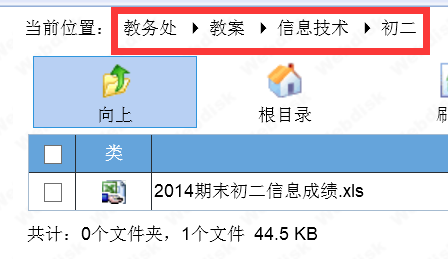 当前位置：教务处 ▶ 教案 ▶ 信息技术 ▶ 初二
向上 根目录
类
2014期末初二信息成绩.xls
共计：0个文件夹，1个文件 44.5 KB